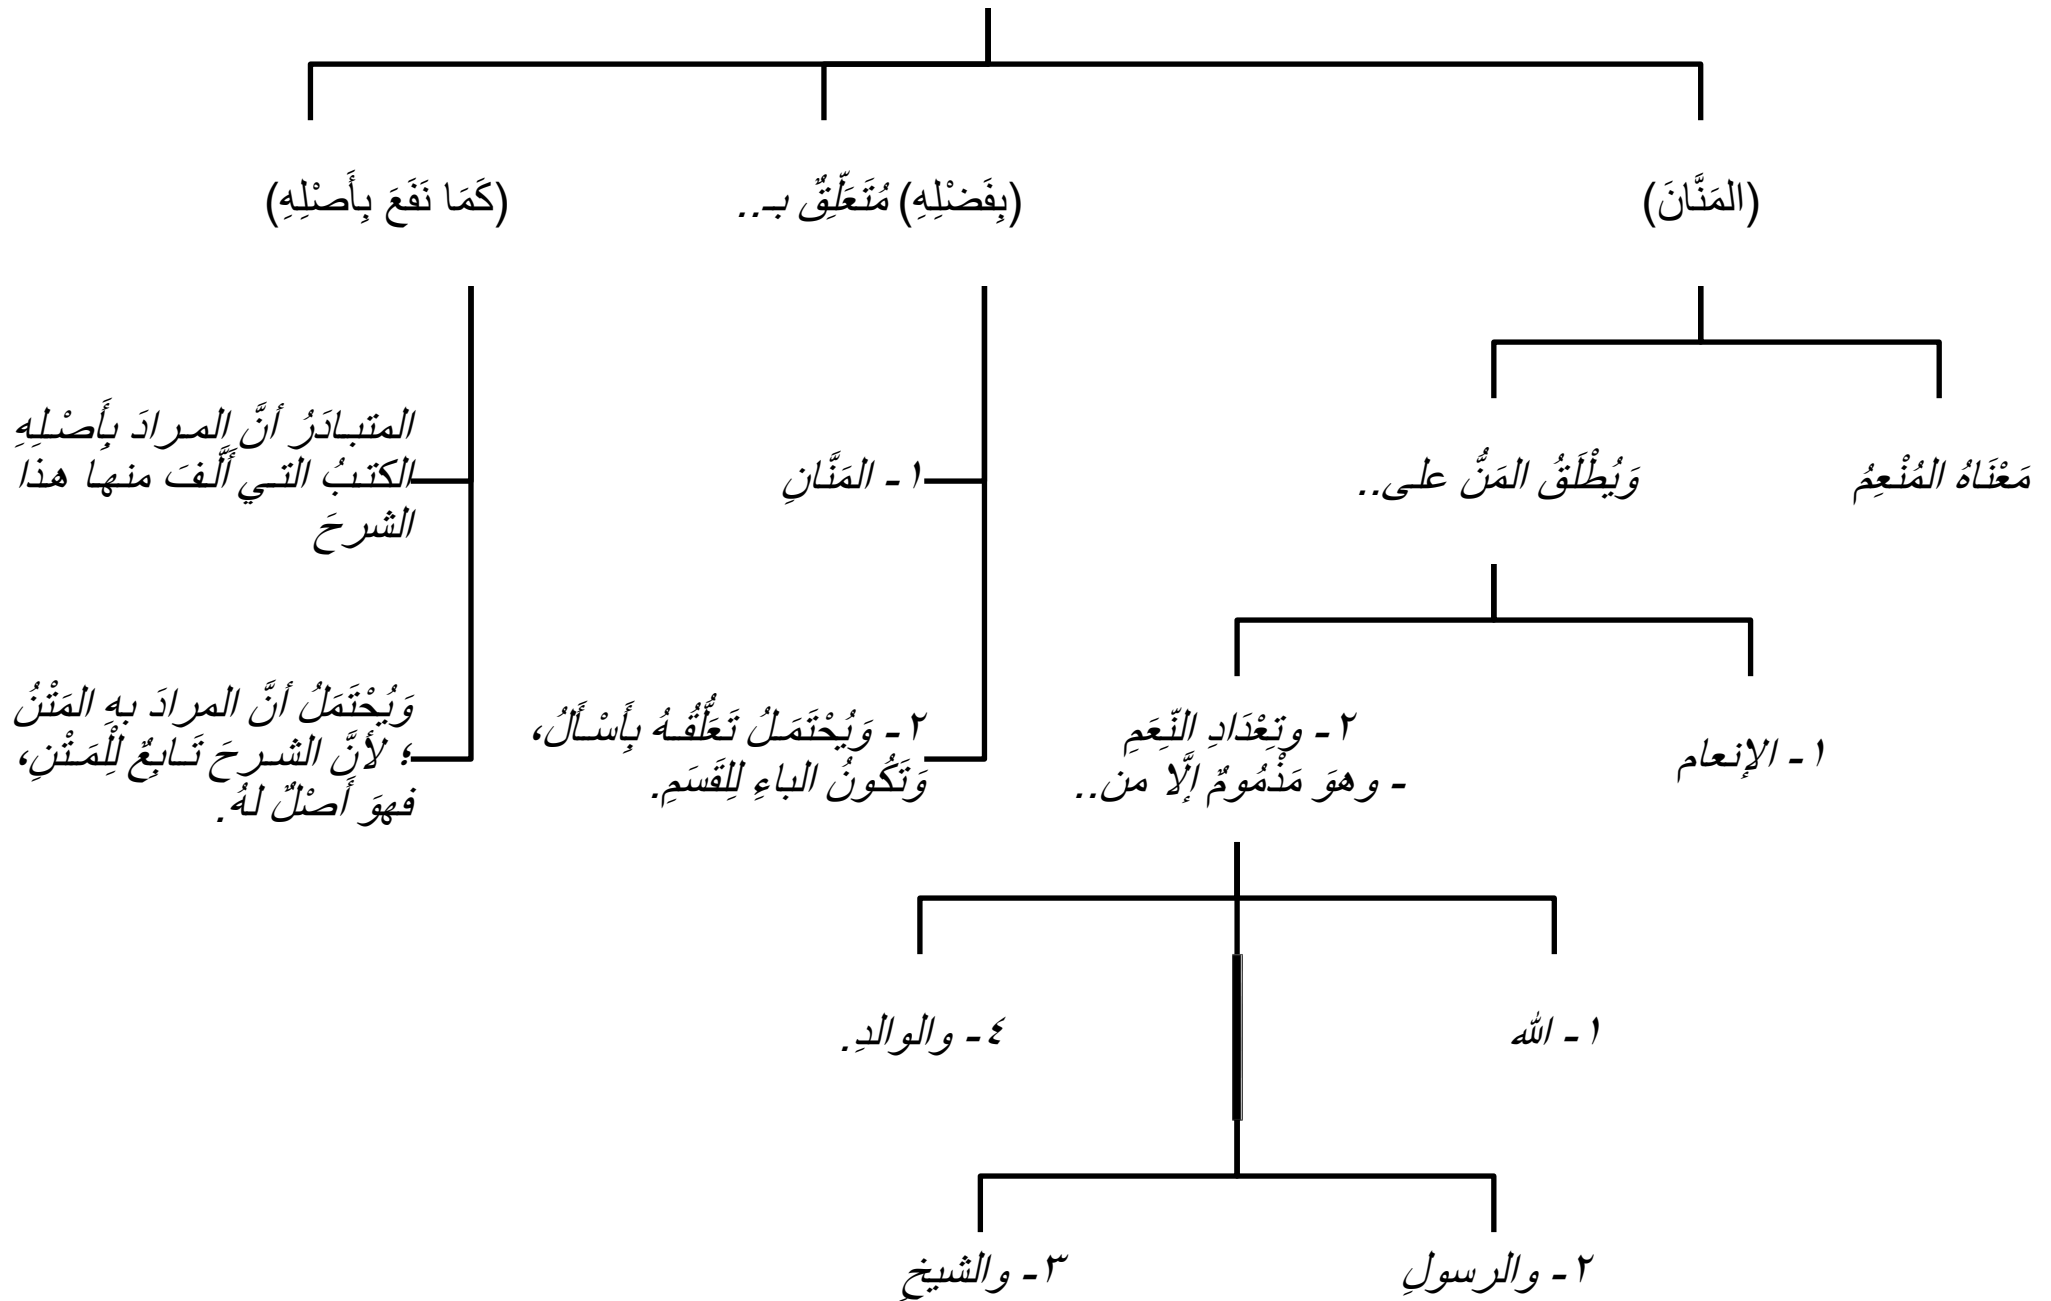 (المَنَّانَ)
(بِفَضْلِهِ) مُتَعَلِّقٌ بـ..
(كَمَا نَفَعَ بِأَصْلِهِ)
مَعْنَاهُ المُنْعِمُ
وَيُطْلَقُ المَنُّ على..
١ - المَنَّانِ
المتبادَرُ أنَّ المرادَ بِأَصْلِهِ
الكتبُ التي أَلَّفَ منها هذا
الشرحَ
١ - الإنعام
٢ - وتِعْدَادِ النِّعَمِ
- وهوَ مَذْمُومٌ إلَّا من..
٢ - وَيُحْتَمَلُ تَعَلُّقُهُ بِأَسْأَلُ،
وَتَكُونُ الباءِ لِلقَسَمِ.
وَيُحْتَمَلُ أنَّ المرادَ بهِ المَتْنُ
؛ لأنَّ الشرحَ تَابِعٌ لِلْمَتْنِ،
فهوَ أَصْلٌ لهُ.
١ - الله
٤ - والوالدِ.
٢ - والرسولِ
٣ - والشيخِ